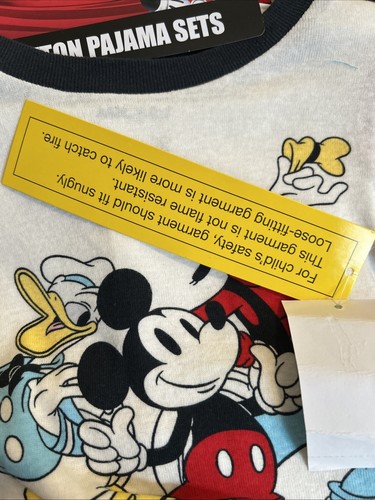 TON PAJAMA SETS
For child's safety, garment should fit snugly.
This garment is not flame resistant.
Loose-fitting garment is more likely to catch fire.